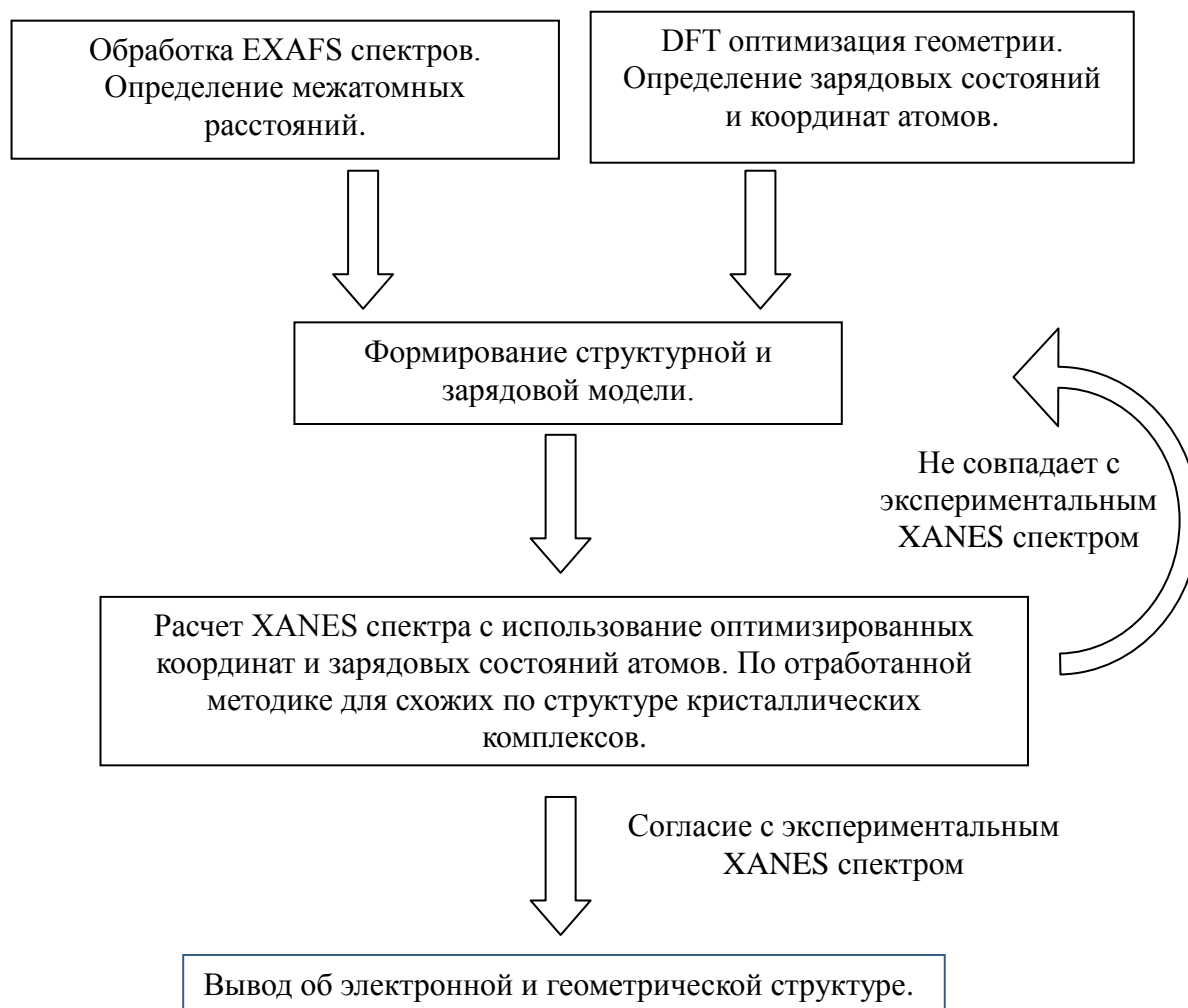 Обработка EXAFS спектров.
Определение межатомных
расстояний.
DFT оптимизация геометрии.
Определение зарядовых состояний
и координат атомов.
Формирование структурной и
зарядовой модели.
Не совпадает с
экспериментальным
XANES спектром
Расчет XANES спектра с использование оптимизированных
координат и зарядовых состояний атомов. По отработанной
методике для схожих по структуре кристаллических
комплексов.
Согласие с экспериментальным
XANES спектром
Вывод об электронной и геометрической структуре.